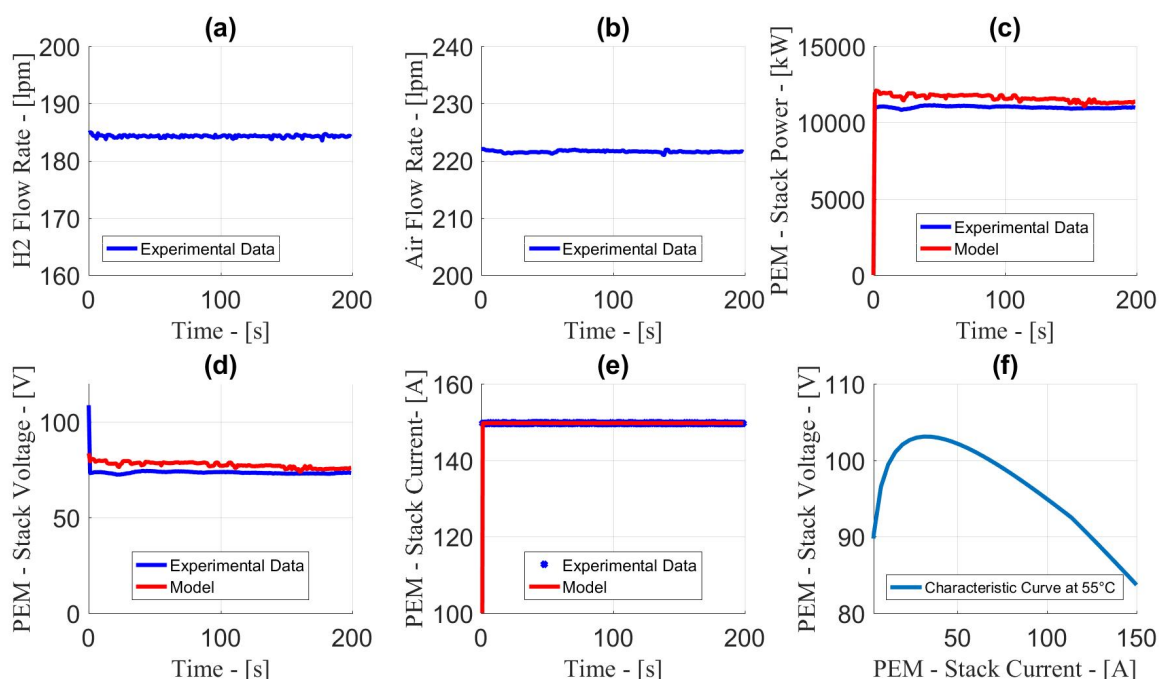 (a)
H2 Flow Rate - [lpm]
200
190
180
170
160
0
100
200
Time - [s]
Experimental Data
(b)
Air Flow Rate - [lpm]
240
230
220
210
200
0
100
200
Time - [s]
Experimental Data
(c)
PEM - Stack Power - [kW]
15000
10000
5000
0
0
100
200
Time - [s]
Experimental Data
Model
(d)
PEM - Stack Voltage - [V]
100
50
0
0
100
200
Time - [s]
Experimental Data
Model
(e)
PEM - Stack Current- [A]
160
140
120
100
0
100
200
Time - [s]
Experimental Data
Model
(f)
PEM - Stack Voltage - [V]
110
100
90
80
50
100
150
PEM - Stack Current - [A]
Characteristic Curve at 55°C